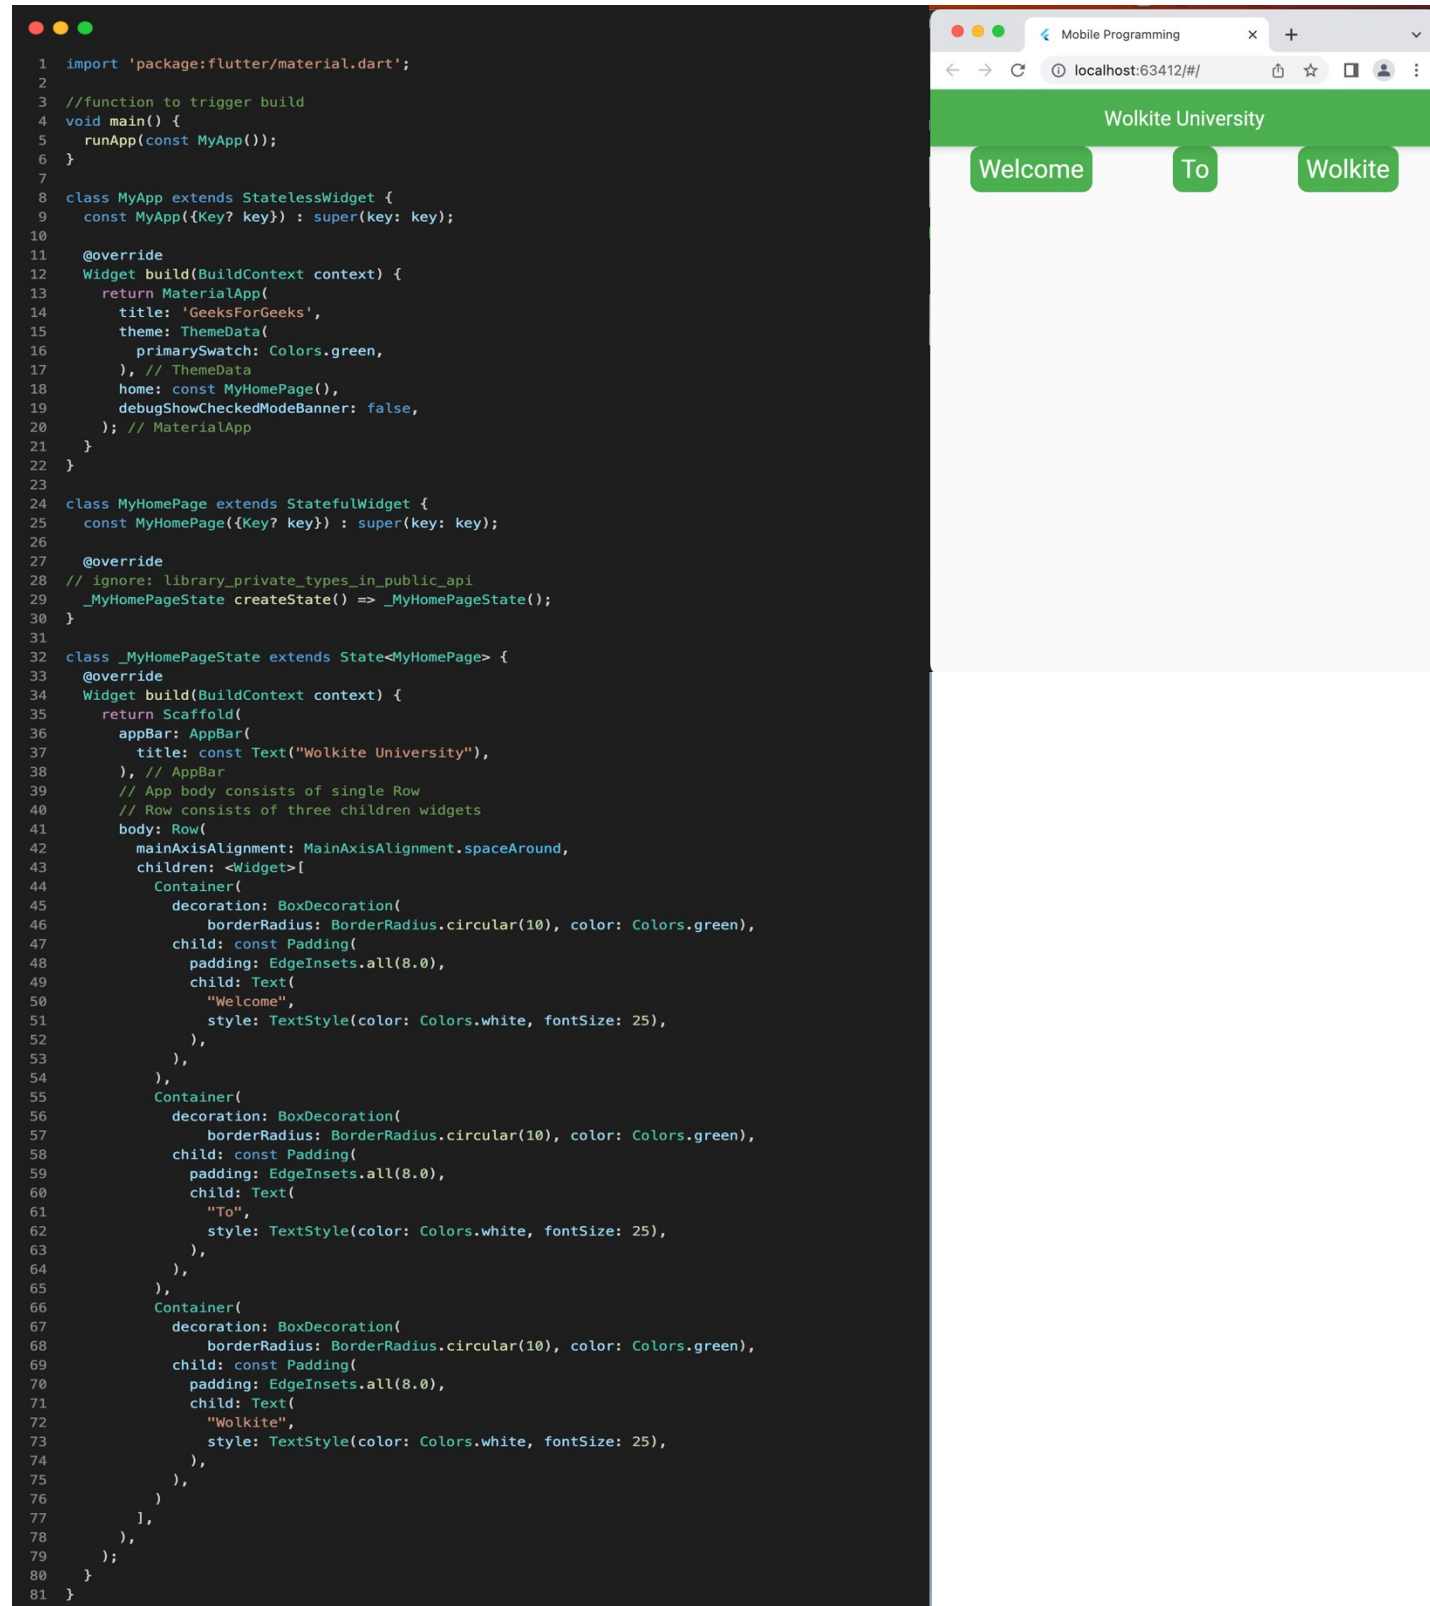 1 import 'package:flutter/material.dart';
2
3 //function to trigger build
4 void main() {
5   runApp(const MyApp());
6 }
7
8 class MyApp extends StatelessWidget {
9   const MyApp({Key? key}) : super(key: key);
10
11   @override
12   Widget build(BuildContext context) {
13     return MaterialApp(
14       title: 'GeeksForGeeks',
15       theme: ThemeData(
16         primarySwatch: Colors.green,
17       ), // ThemeData
18       home: const MyHomePage(),
19       debugShowCheckedModeBanner: false,
20     ); // MaterialApp
21   }
22 }
23
24 class MyHomePage extends StatefulWidget {
25   const MyHomePage({Key? key}) : super(key: key);
26
27   @override
28 // ignore: library_private_types_in_public_api
29   _MyHomePageState createState() => _MyHomePageState();
30 }
31
32 class _MyHomePageState extends State<MyHomePage> {
33   @override
34   Widget build(BuildContext context) {
35     return Scaffold(
36       appBar: AppBar(
37         title: const Text("Wolkite University"),
38       ), // AppBar
39       // App body consists of single Row
40       // Row consists of three children widgets
41       body: Row(
42         mainAxisAlignment: MainAxisAlignment.spaceAround,
43         children: <Widget>[
44           Container(
45             decoration: BoxDecoration(
46                 borderRadius: BorderRadius.circular(10), color: Colors.green),
47             child: const Padding(
48               padding: EdgeInsets.all(8.0),
49               child: Text(
50                 "Welcome",
51                 style: TextStyle(color: Colors.white, fontSize: 25),
52               ),
53             ),
54           ),
55           Container(
56             decoration: BoxDecoration(
57                 borderRadius: BorderRadius.circular(10), color: Colors.green),
58             child: const Padding(
59               padding: EdgeInsets.all(8.0),
60               child: Text(
61                 "To",
62                 style: TextStyle(color: Colors.white, fontSize: 25),
63               ),
64             ),
65           ),
66           Container(
67             decoration: BoxDecoration(
68                 borderRadius: BorderRadius.circular(10), color: Colors.green),
69             child: const Padding(
70               padding: EdgeInsets.all(8.0),
71               child: Text(
72                 "Wolkite",
73                 style: TextStyle(color: Colors.white, fontSize: 25),
74               ),
75             ),
76           )
77         ],
78       ),
79     );
80   }
81 }
Mobile Programming
localhost:63412/#/
Wolkite University
Welcome To Wolkite